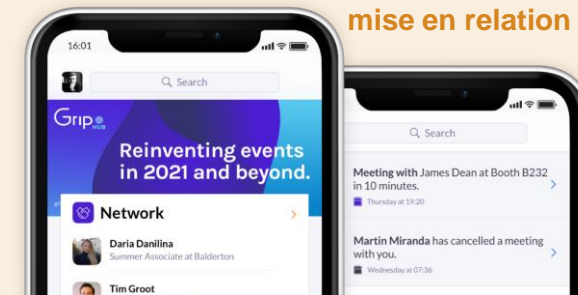 mise en relation
16:01
Search
Grip
HUB
Reinventing events
in 2021 and beyond.
Network
Daria Danilina
Summer Associate at Balderton
Tim Groot
Search
Meeting with James Dean at Booth B232
in 10 minutes.
Thursday at 19:20
Martin Miranda has cancelled a meeting
with you.
Wednesday at 07:36